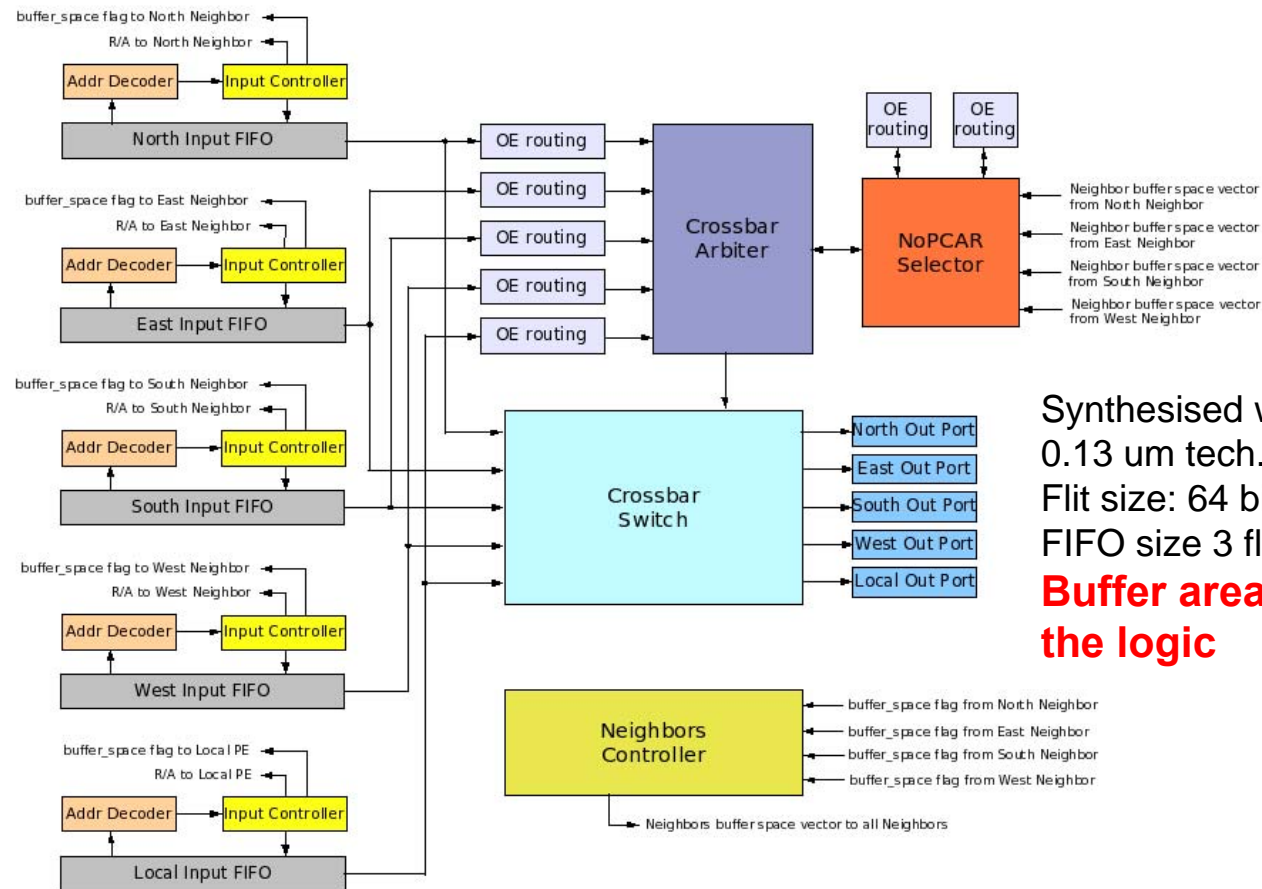 buffer_space flag to North Neighbor
R/A to North Neighbor
Addr Decoder
Input Controller
North Input FIFO
buffer_space flag to East Neighbor
R/A to East Neighbor
Addr Decoder
Input Controller
East Input FIFO
buffer_space flag to South Neighbor
R/A to South Neighbor
Addr Decoder
Input Controller
South Input FIFO
buffer_space flag to West Neighbor
R/A to West Neighbor
Addr Decoder
Input Controller
West Input FIFO
buffer_space flag to Local PE
R/A to Local PE
Addr Decoder
Input Controller
Local Input FIFO
OE routing
OE routing
OE routing
OE routing
OE routing
Crossbar
Arbiter
OE
routing
OE
routing
NoPCAR
Selector
Neighbor buffer space vector
from North Neighbor
Neighbor buffer space vector
from East Neighbor
Neighbor buffer space vector
from South Neighbor
Neighbor buffer space vector
from West Neighbor
Crossbar
Switch
North Out Port
East Out Port
South Out Port
West Out Port
Local Out Port
Synthesised
0.13 um tech.
Flit size: 64
FIFO size 3
Buffer area
the logic
Neighbors
Controller
buffer_space flag from North Neighbor
buffer_space flag from East Neighbor
buffer_space flag from South Neighbor
buffer_space flag from West Neighbor
Neighbors buffer space vector to all Neighbors